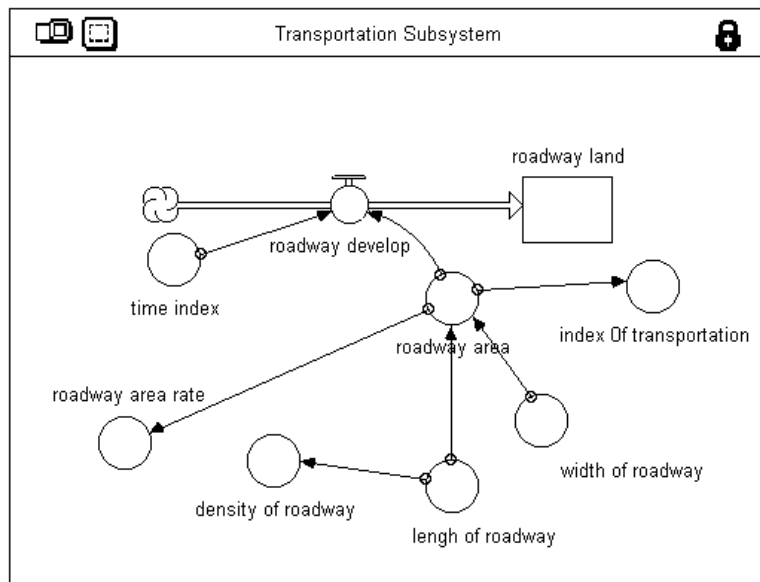 Transportation Subsystem
roadway land
roadway develop
time index
index Of transportation
roadway area
roadway area rate
width of roadway
density of roadway
lengh of roadway